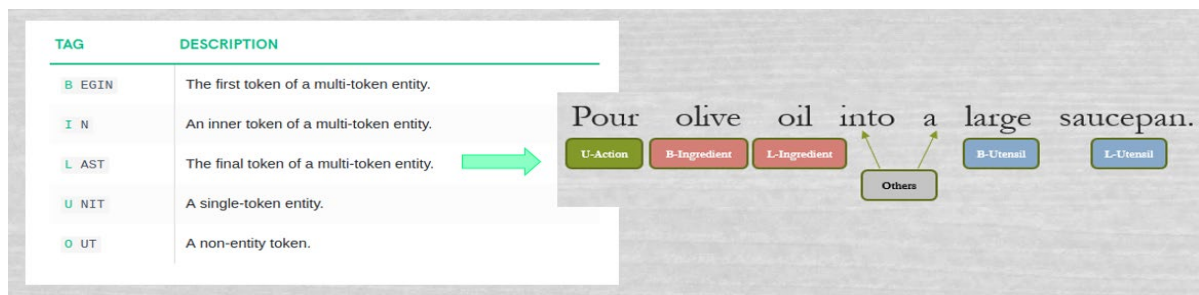 TAG DESCRIPTION
B EGIN The first token of a multi-token entity.
I N An inner token of a multi-token entity.
L AST The final token of a multi-token entity.
U NIT A single-token entity.
O UT A non-entity token.
Pour olive oil into a large saucepan.
U-Action B-Ingredient L-Ingredient B-Utensil L-Utensil
Others